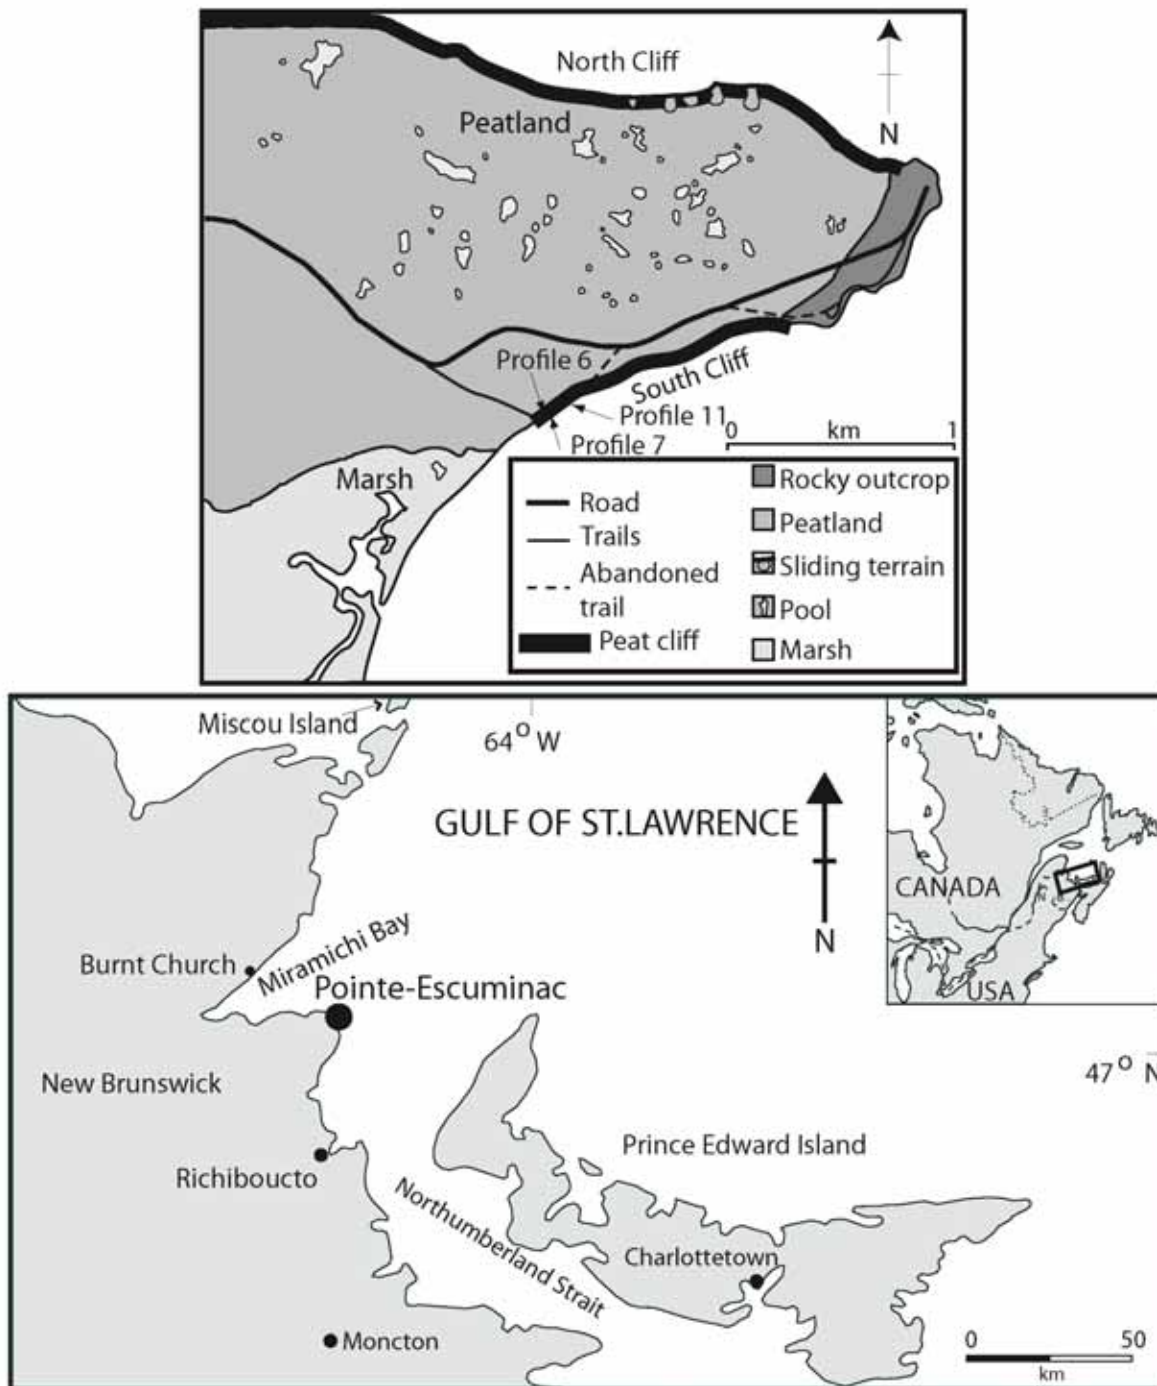 North Cliff
Peatland
N
Profile 6
South Cliff
Profile 11
Profile 7
0 km 1
Marsh
Road
Trails
Abandoned
trail
Peat cliff
Rocky outcrop
Peatland
Sliding terrain
Pool
Marsh
Miscou Island
64° W
GULF OF ST.LAWRENCE
N
CANADA
USA
Burnt Church
Miramichi Bay
Pointe-Escuminac
47° N
New Brunswick
Prince Edward Island
Richiboucto
Northumberland Strait
Charlottetown
Moncton
0 50
km